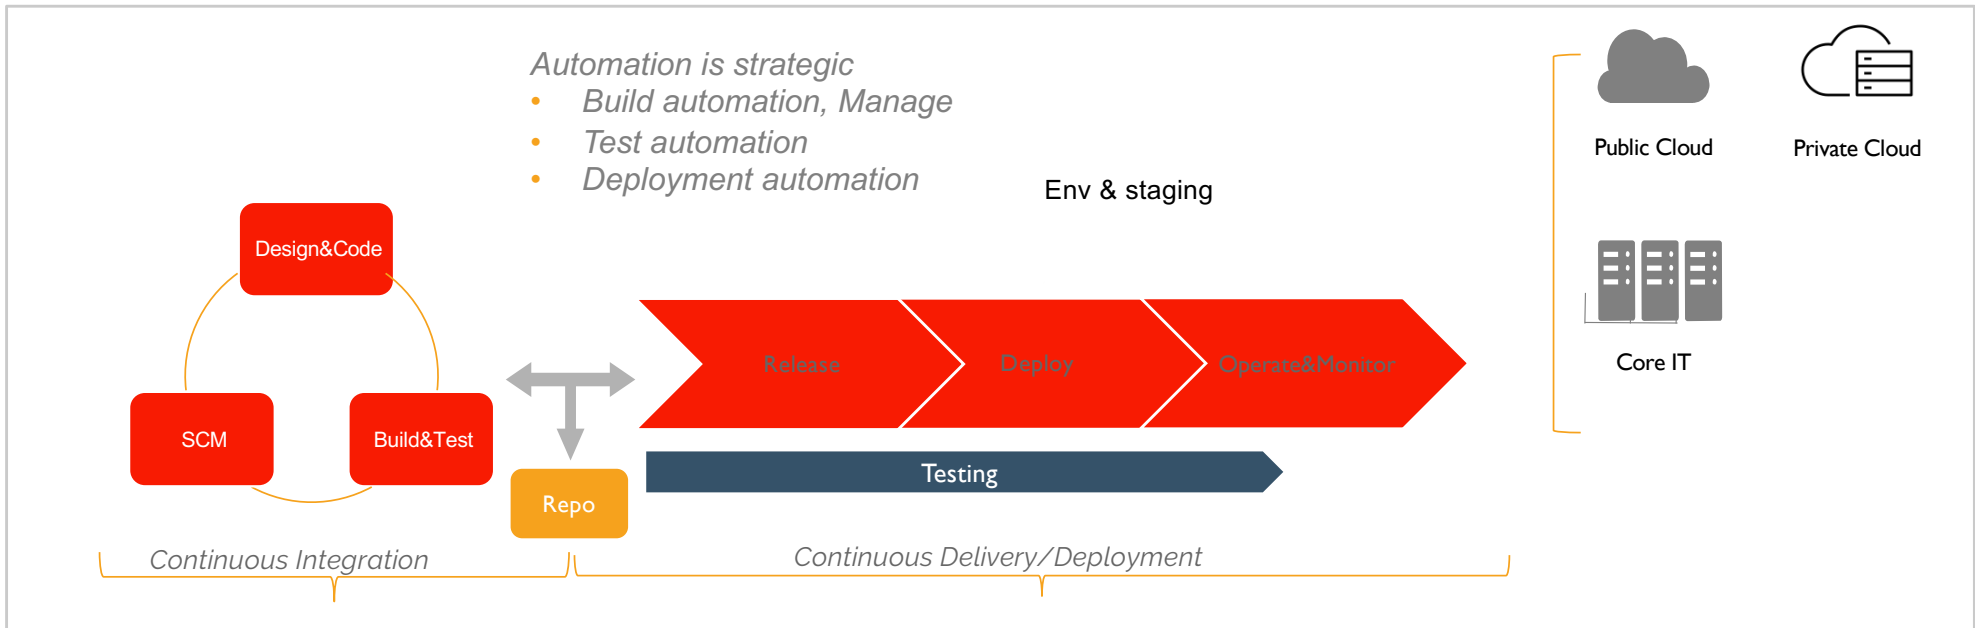 Automation is strategic
• Build automation, Manage
• Test automation
• Deployment automation
Env & staging
Public Cloud
Private Cloud
Core IT
Design&Code
SCM
Build&Test
Repo
Release
Deploy
Operate&Monitor
Testing
Continuous Integration
Continuous Delivery/Deployment